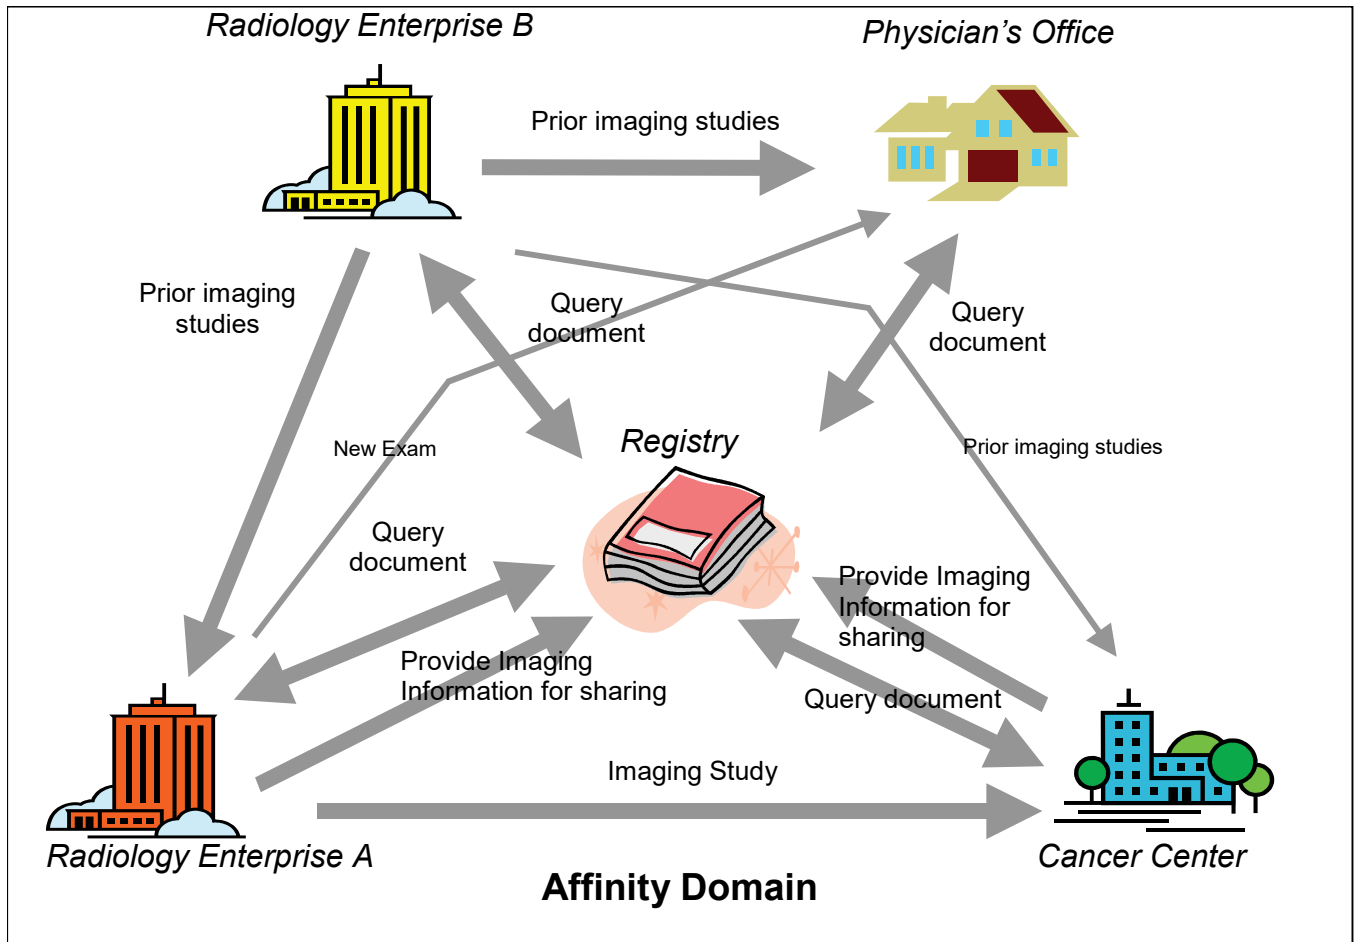 Radiology Enterprise B
Physician's Office
Prior imaging studies
Prior imaging
studies
Query
document
Query
document
New Exam
Registry
Prior imaging studies
Query
document
Provide Imaging
Information for
sharing
Provide Imaging
Information for sharing
Query document
Imaging Study
Radiology Enterprise A
Cancer Center
Affinity Domain